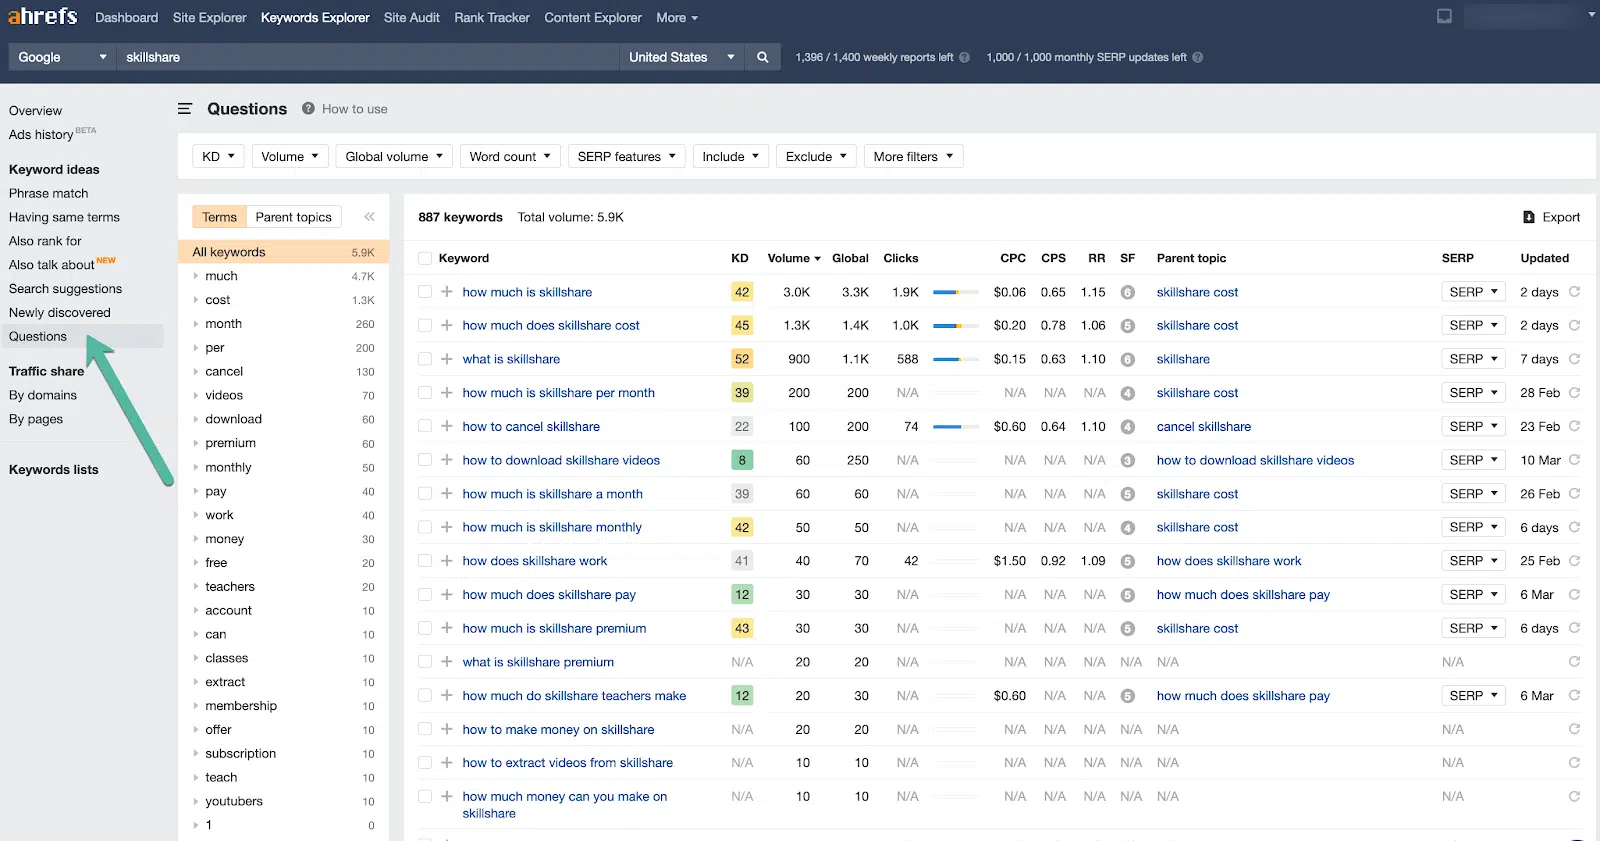 ahrefs Dashboard Site Explorer Keywords Explorer Site Audit Rank Tracker Content Explorer More
Google skillshare United States 1,396 / 1,400 weekly reports left ? 1,000 / 1,000 monthly SERP updates left ?
Overview
Ads history BETA
Keyword ideas
Phrase match
Having same terms
Also rank for
Also talk about NEW
Search suggestions
Newly discovered
Questions
Traffic share
By domains
By pages
Keywords lists
Questions ? How to use
KD Volume Global volume Word count SERP features Include Exclude More filters
Terms Parent topics «
All keywords 5.9K
much 4.7K
cost 1.3K
month 260
per 200
cancel 130
videos 70
download 60
premium 60
monthly 50
pay 40
work 40
money 30
free 20
teachers 20
account 10
can 10
classes 10
extract 10
membership 10
offer 10
subscription 10
teach 10
youtubers 10
1 0
887 keywords Total volume: 5.9K Export
Keyword KD Volume Global Clicks CPC CPS RR SF Parent topic SERP Updated
how much is skillshare 42 3.0K 3.3K 1.9K $0.06 0.65 1.15 6 skillshare cost SERP 2 days
how much does skillshare cost 45 1.3K 1.4K 1.0K $0.20 0.78 1.06 5 skillshare cost SERP 2 days
what is skillshare 52 900 1.1K 588 $0.15 0.63 1.10 6 skillshare SERP 7 days
how much is skillshare per month 39 200 200 N/A N/A N/A N/A 4 skillshare cost SERP 28 Feb
how to cancel skillshare 22 100 200 74 $0.60 0.64 1.10 4 cancel skillshare SERP 23 Feb
how to download skillshare videos 8 60 250 N/A N/A N/A N/A 3 how to download skillshare videos SERP 10 Mar
how much is skillshare a month 39 60 60 N/A N/A N/A N/A 5 skillshare cost SERP 26 Feb
how much is skillshare monthly 42 50 50 N/A N/A N/A N/A 4 skillshare cost SERP 6 days
how does skillshare work 41 40 70 42 $1.50 0.92 1.09 5 how does skillshare work SERP 25 Feb
how much does skillshare pay 12 30 30 N/A N/A N/A N/A 5 how much does skillshare pay SERP 6 Mar
how much is skillshare premium 43 30 30 N/A N/A N/A N/A 5 skillshare cost SERP 6 days
what is skillshare premium N/A 20 20 N/A N/A N/A N/A N/A N/A N/A
how much do skillshare teachers make 12 20 30 N/A $0.60 N/A N/A 5 how much does skillshare pay SERP 6 Mar
how to make money on skillshare N/A 20 20 N/A N/A N/A N/A N/A N/A N/A
how to extract videos from skillshare N/A 10 10 N/A N/A N/A N/A N/A N/A N/A
how much money can you make on N/A 10 10 N/A N/A N/A N/A N/A N/A N/A
skillshare